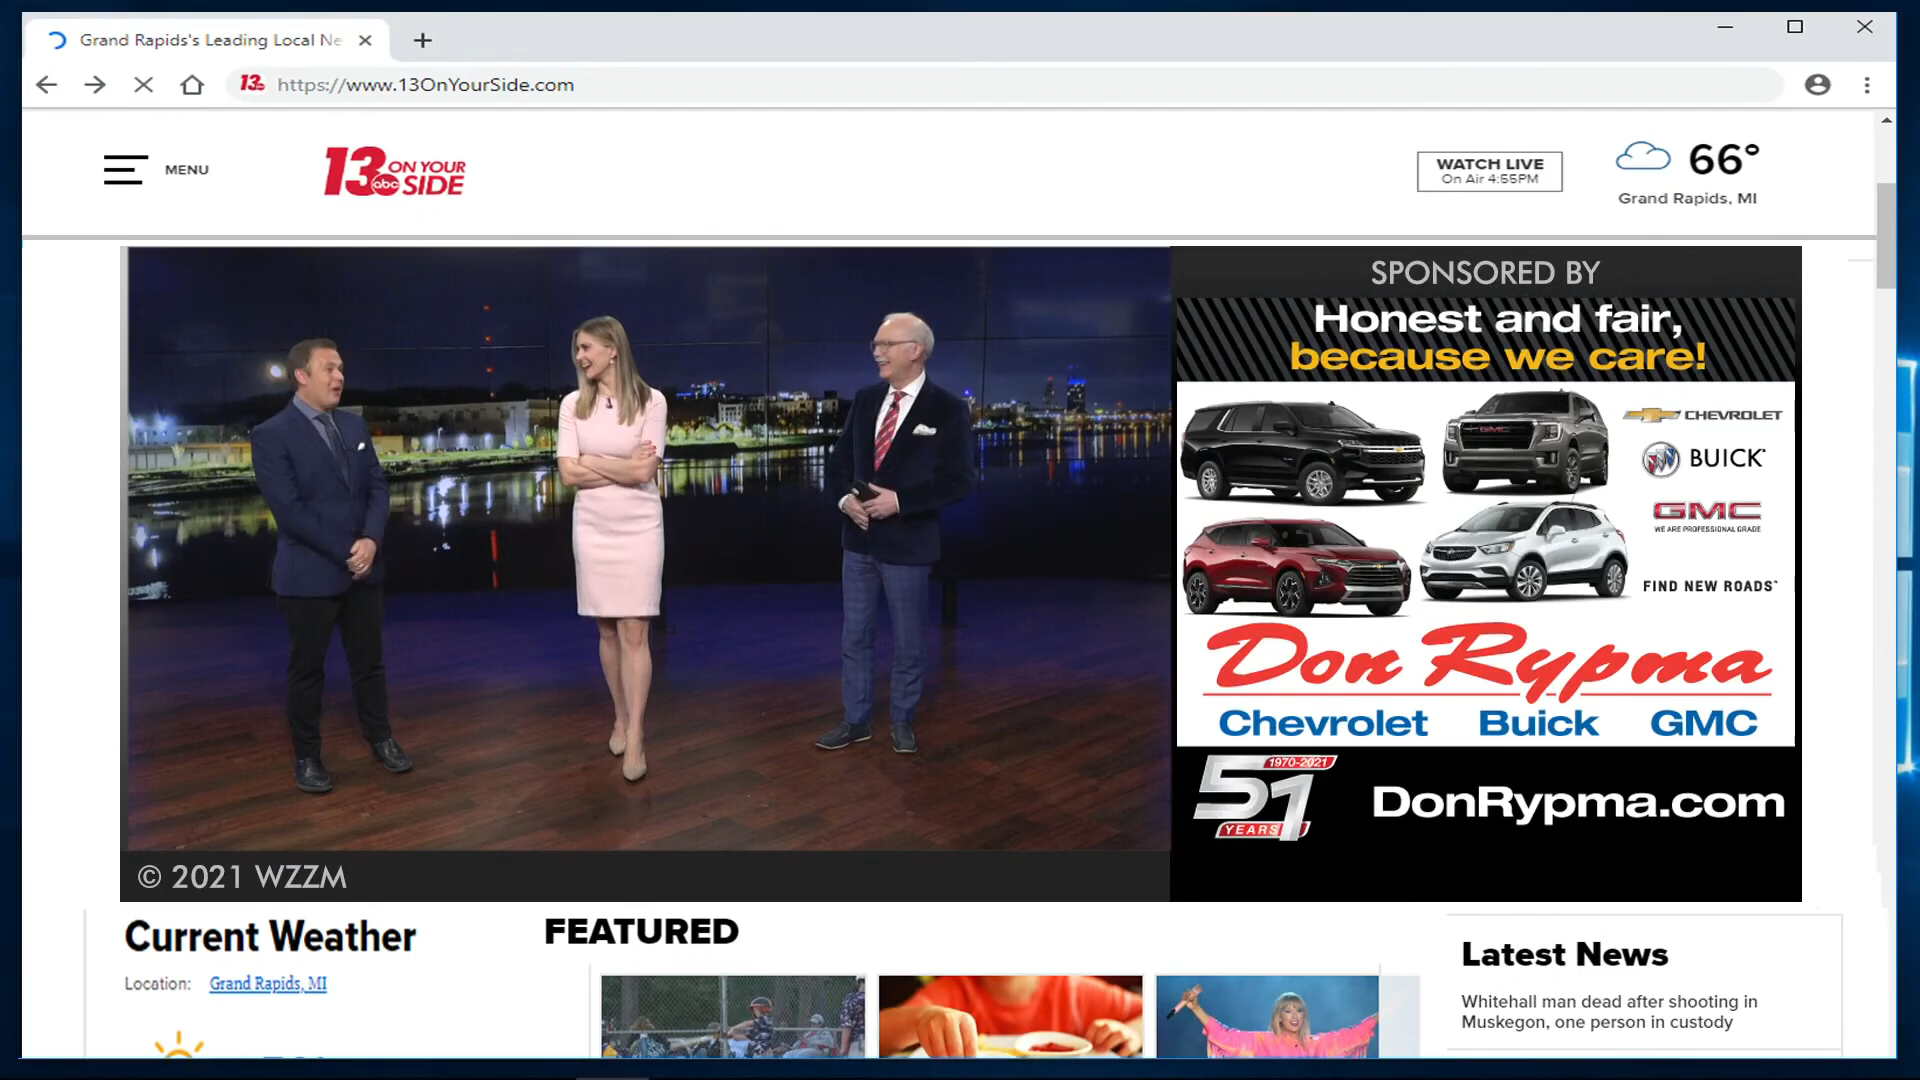 Grand Rapids's Leading Local Ne
https://www.13OnYourSide.com
MENU
13 ON YOUR
abc SIDE
WATCH LIVE
On Air 4:55PM
66°
Grand Rapids, MI
SPONSORED BY
Honest and fair,
because we care!
CHEVROLET
BUICK
GMC
WE ARE PROFESSIONAL GRADE
FIND NEW ROADS™
Don Rypma
Chevrolet Buick GMC
1970-2021
51
YEARS
DonRypma.com
© 2021 WZZM
Current Weather
Location: Grand Rapids, MI
FEATURED
Latest News
Whitehall man dead after shooting in
Muskegon, one person in custody